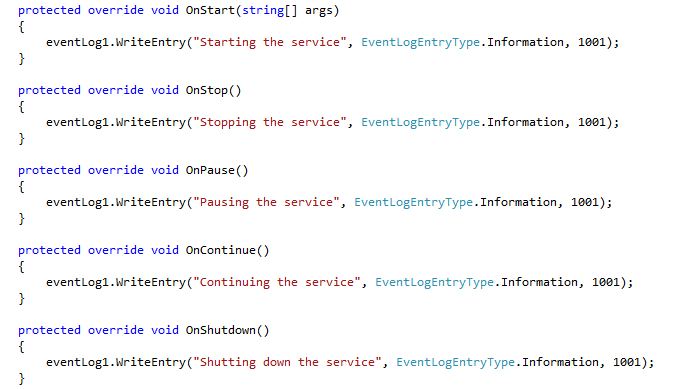 protected override void OnStart(string[] args)
{
    eventLog1.WriteEntry("Starting the service", EventLogEntryType.Information, 1001);
}

protected override void OnStop()
{
    eventLog1.WriteEntry("Stopping the service", EventLogEntryType.Information, 1001);
}

protected override void OnPause()
{
    eventLog1.WriteEntry("Pausing the service", EventLogEntryType.Information, 1001);
}

protected override void OnContinue()
{
    eventLog1.WriteEntry("Continuing the service", EventLogEntryType.Information, 1001);
}

protected override void OnShutdown()
{
    eventLog1.WriteEntry("Shutting down the service", EventLogEntryType.Information, 1001);
}